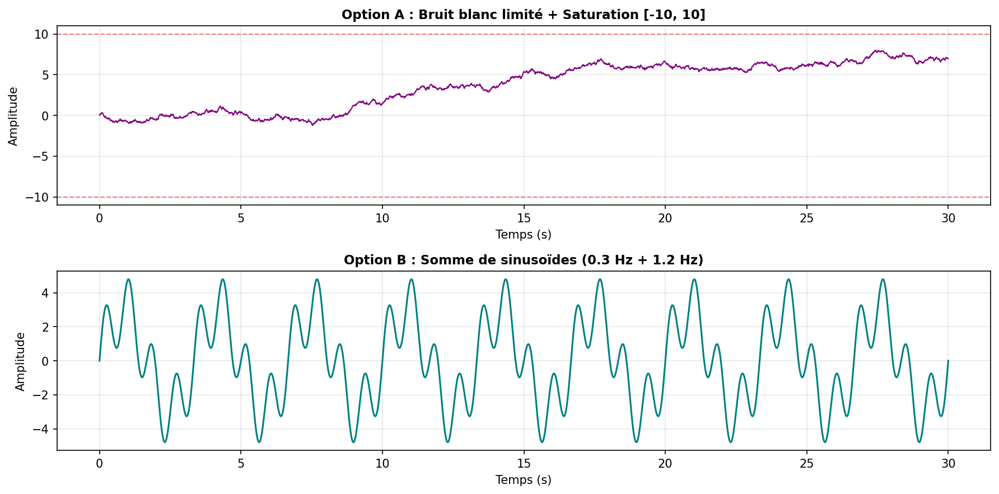 Option A : Bruit blanc limité + Saturation [-10, 10]
10
5
0
−5
−10
Amplitude
0 5 10 15 20 25 30
Temps (s)
Option B : Somme de sinusoïdes (0.3 Hz + 1.2 Hz)
4
2
0
−2
−4
Amplitude
0 5 10 15 20 25 30
Temps (s)